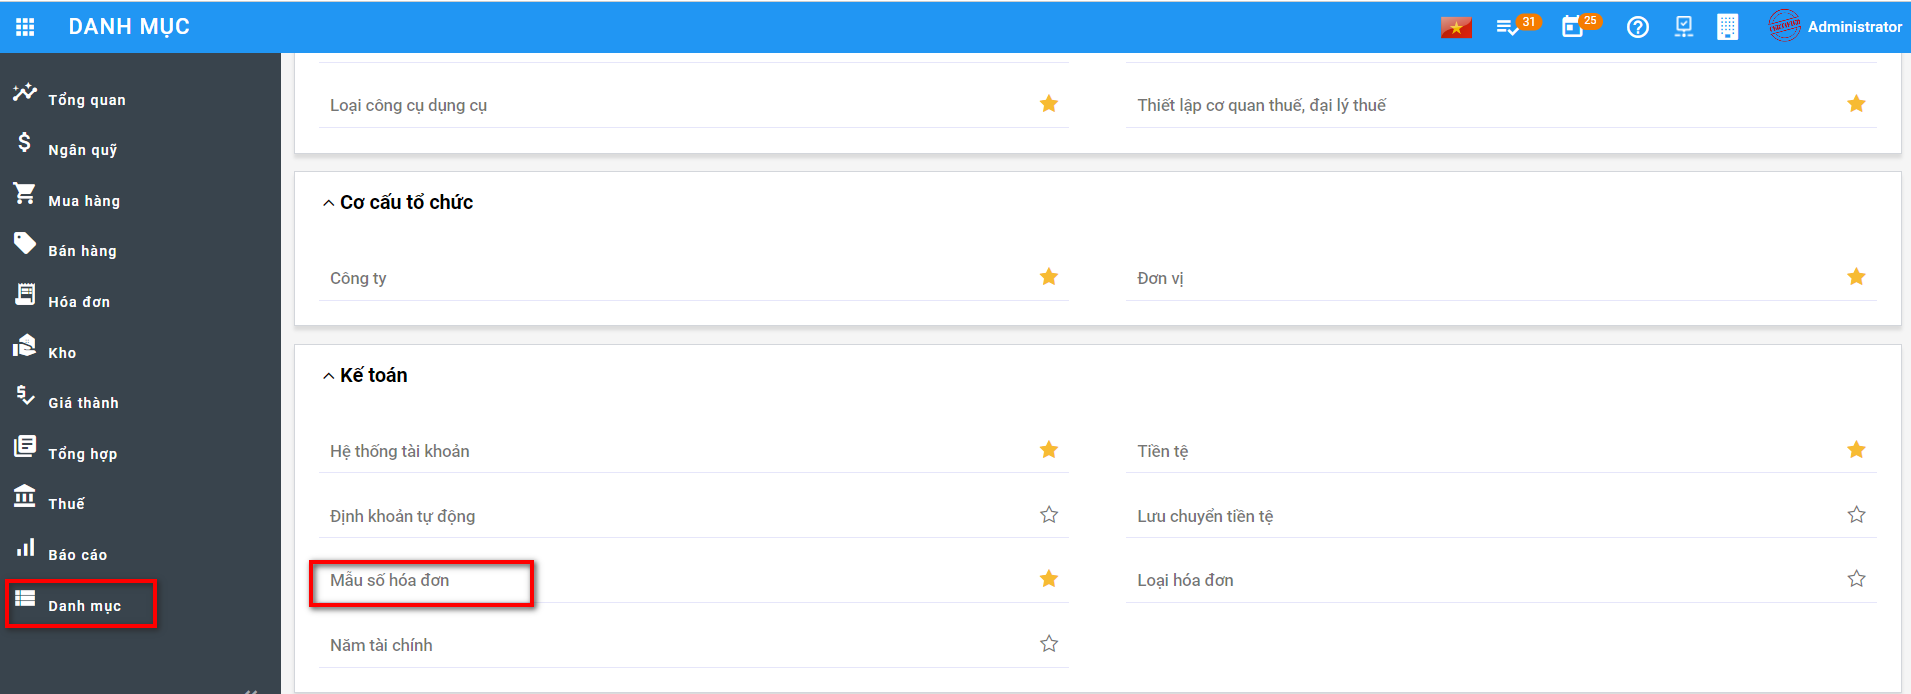 DANH MỤC
31
25
Administrator
Tổng quan
Ngân quỹ
Mua hàng
Bán hàng
Hóa đơn
Kho
Giá thành
Tổng hợp
Thuế
Báo cáo
Danh mục
Loại công cụ dụng cụ
Thiết lập cơ quan thuế, đại lý thuế
Cơ cấu tổ chức
Công ty
Đơn vị
Kế toán
Hệ thống tài khoản
Tiền tệ
Định khoản tự động
Lưu chuyển tiền tệ
Mẫu số hóa đơn
Loại hóa đơn
Năm tài chính